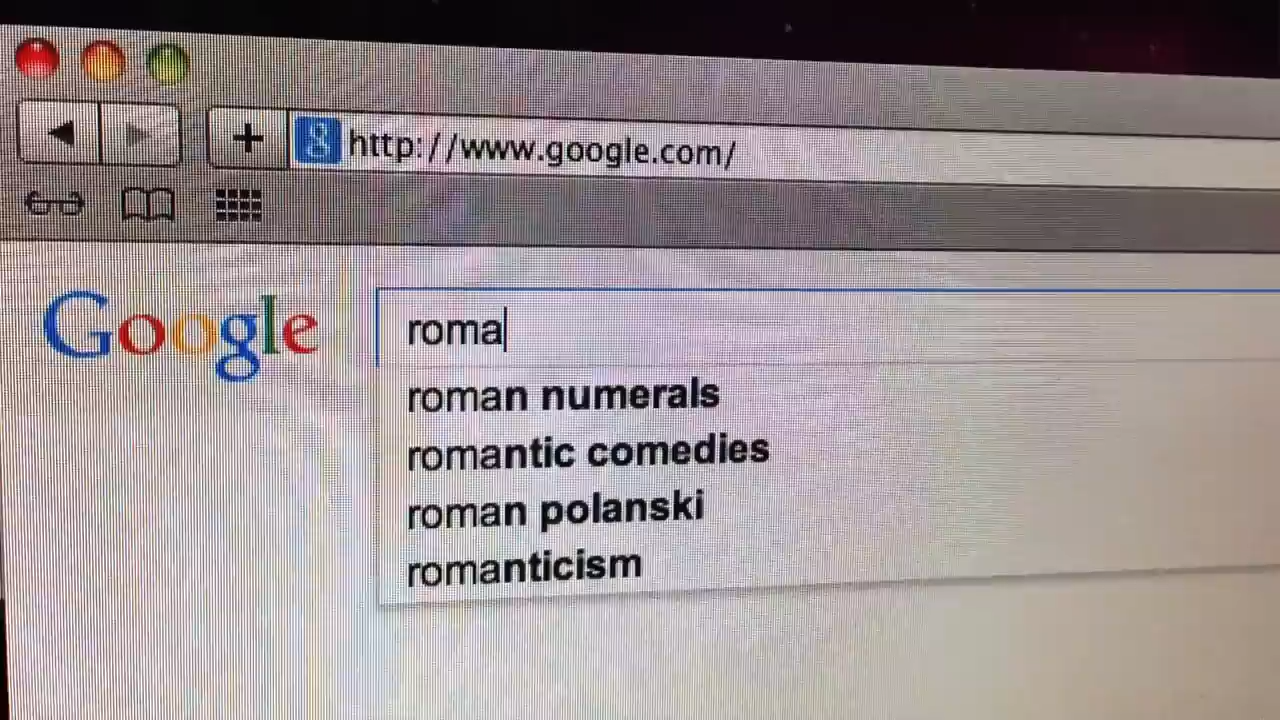 http://www.google.com/
Google
roma
roman numerals
romantic comedies
roman polanski
romanticism